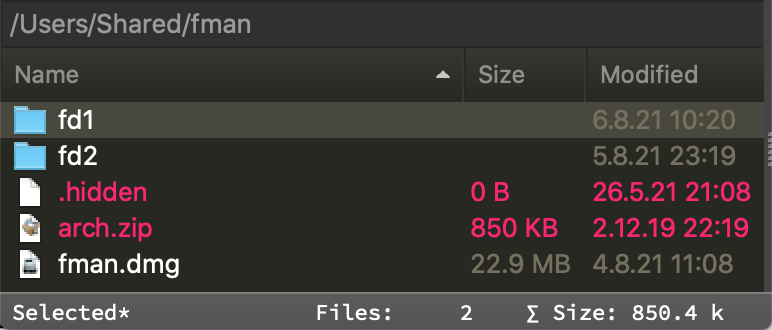 /Users/Shared/fman
Name Size Modified
fd1 6.8.21 10:20
fd2 5.8.21 23:19
.hidden 0 B 26.5.21 21:08
arch.zip 850 KB 2.12.19 22:19
fman.dmg 22.9 MB 4.8.21 11:08
Selected* Files: 2 ∑ Size: 850.4 k